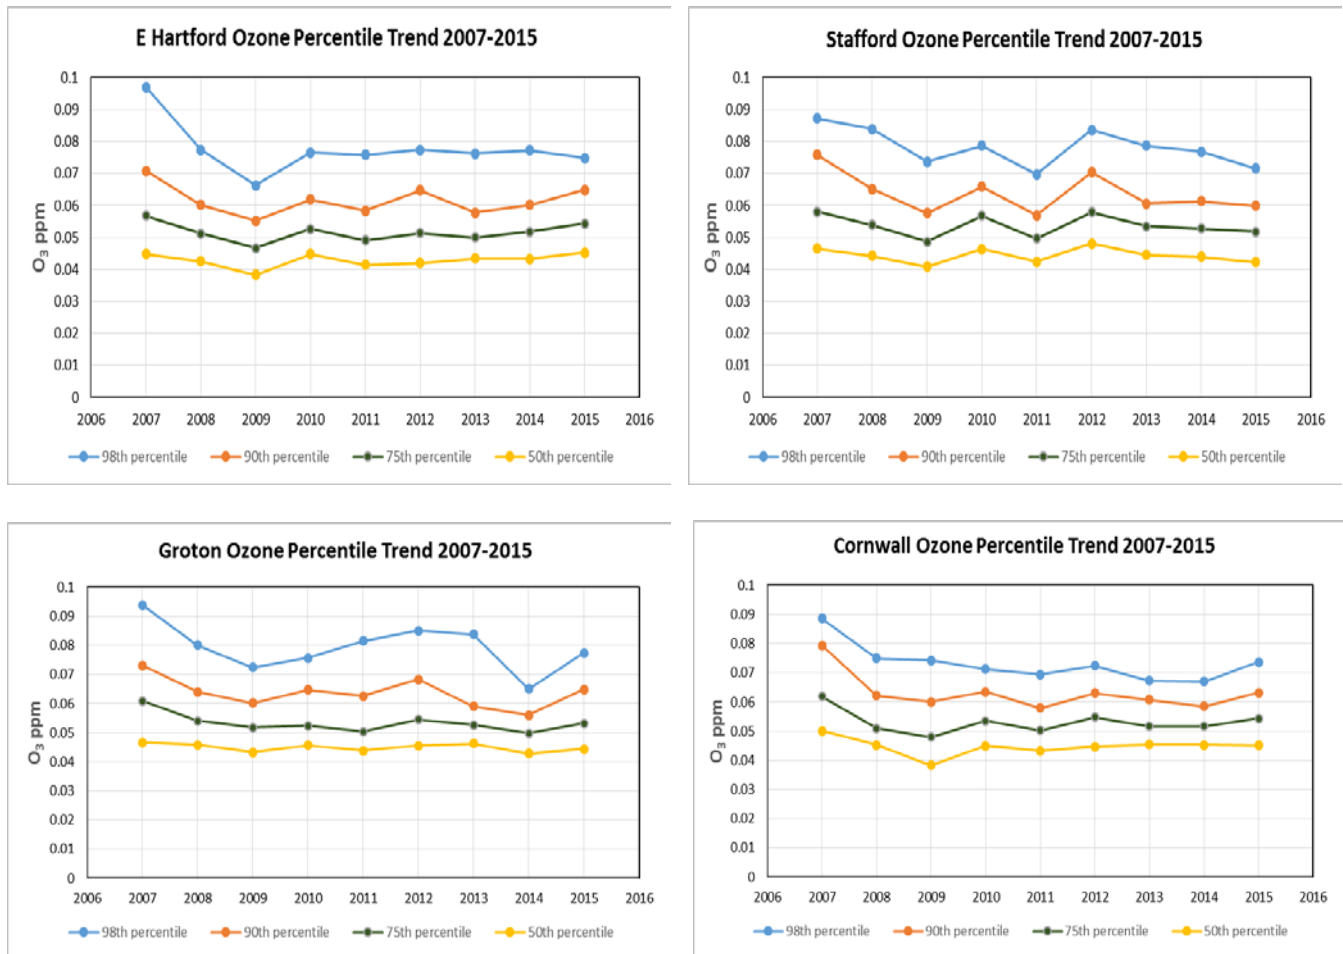 E Hartford Ozone Percentile Trend 2007-2015
0.1
0.09
0.08
0.07
0.06
0.05
0.04
0.03
0.02
0.01
0
O₃ ppm
2006 2007 2008 2009 2010 2011 2012 2013 2014 2015 2016
98th percentile 90th percentile 75th percentile 50th percentile
Stafford Ozone Percentile Trend 2007-2015
0.1
0.09
0.08
0.07
0.06
0.05
0.04
0.03
0.02
0.01
0
O₃ ppm
2006 2007 2008 2009 2010 2011 2012 2013 2014 2015 2016
98th percentile 90th percentile 75th percentile 50th percentile
Groton Ozone Percentile Trend 2007-2015
0.1
0.09
0.08
0.07
0.06
0.05
0.04
0.03
0.02
0.01
0
O₃ ppm
2006 2007 2008 2009 2010 2011 2012 2013 2014 2015 2016
98th percentile 90th percentile 75th percentile 50th percentile
Cornwall Ozone Percentile Trend 2007-2015
0.1
0.09
0.08
0.07
0.06
0.05
0.04
0.03
0.02
0.01
0
O₃ ppm
2006 2007 2008 2009 2010 2011 2012 2013 2014 2015 2016
98th percentile 90th percentile 75th percentile 50th percentile